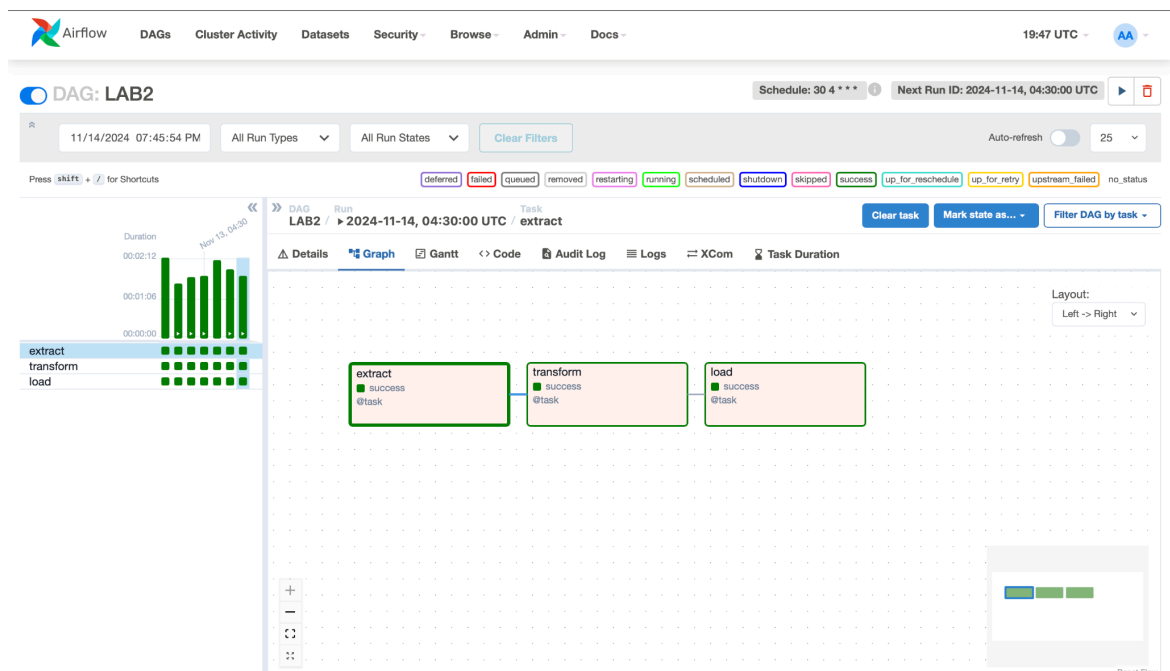 Airflow DAGs Cluster Activity Datasets Security Browse Admin Docs 19:47 UTC AA
DAG: LAB2 Schedule: 30 4 * * * Next Run ID: 2024-11-14, 04:30:00 UTC
11/14/2024 07:45:54 PM All Run Types All Run States Clear Filters Auto-refresh 25
Press shift + / for Shortcuts deferred failed queued removed restarting running scheduled shutdown skipped success up_for_reschedule up_for_retry upstream_failed no_status
DAG Run Task
LAB2 / 2024-11-14, 04:30:00 UTC / extract
Clear task Mark state as... Filter DAG by task
Nov 13, 04:30
Duration
00:02:12
00:01:06
00:00:00
extract
transform
load
Details Graph Gantt <> Code Audit Log Logs XCom Task Duration
Layout:
Left -> Right
extract
success
@task
transform
success
@task
load
success
@task